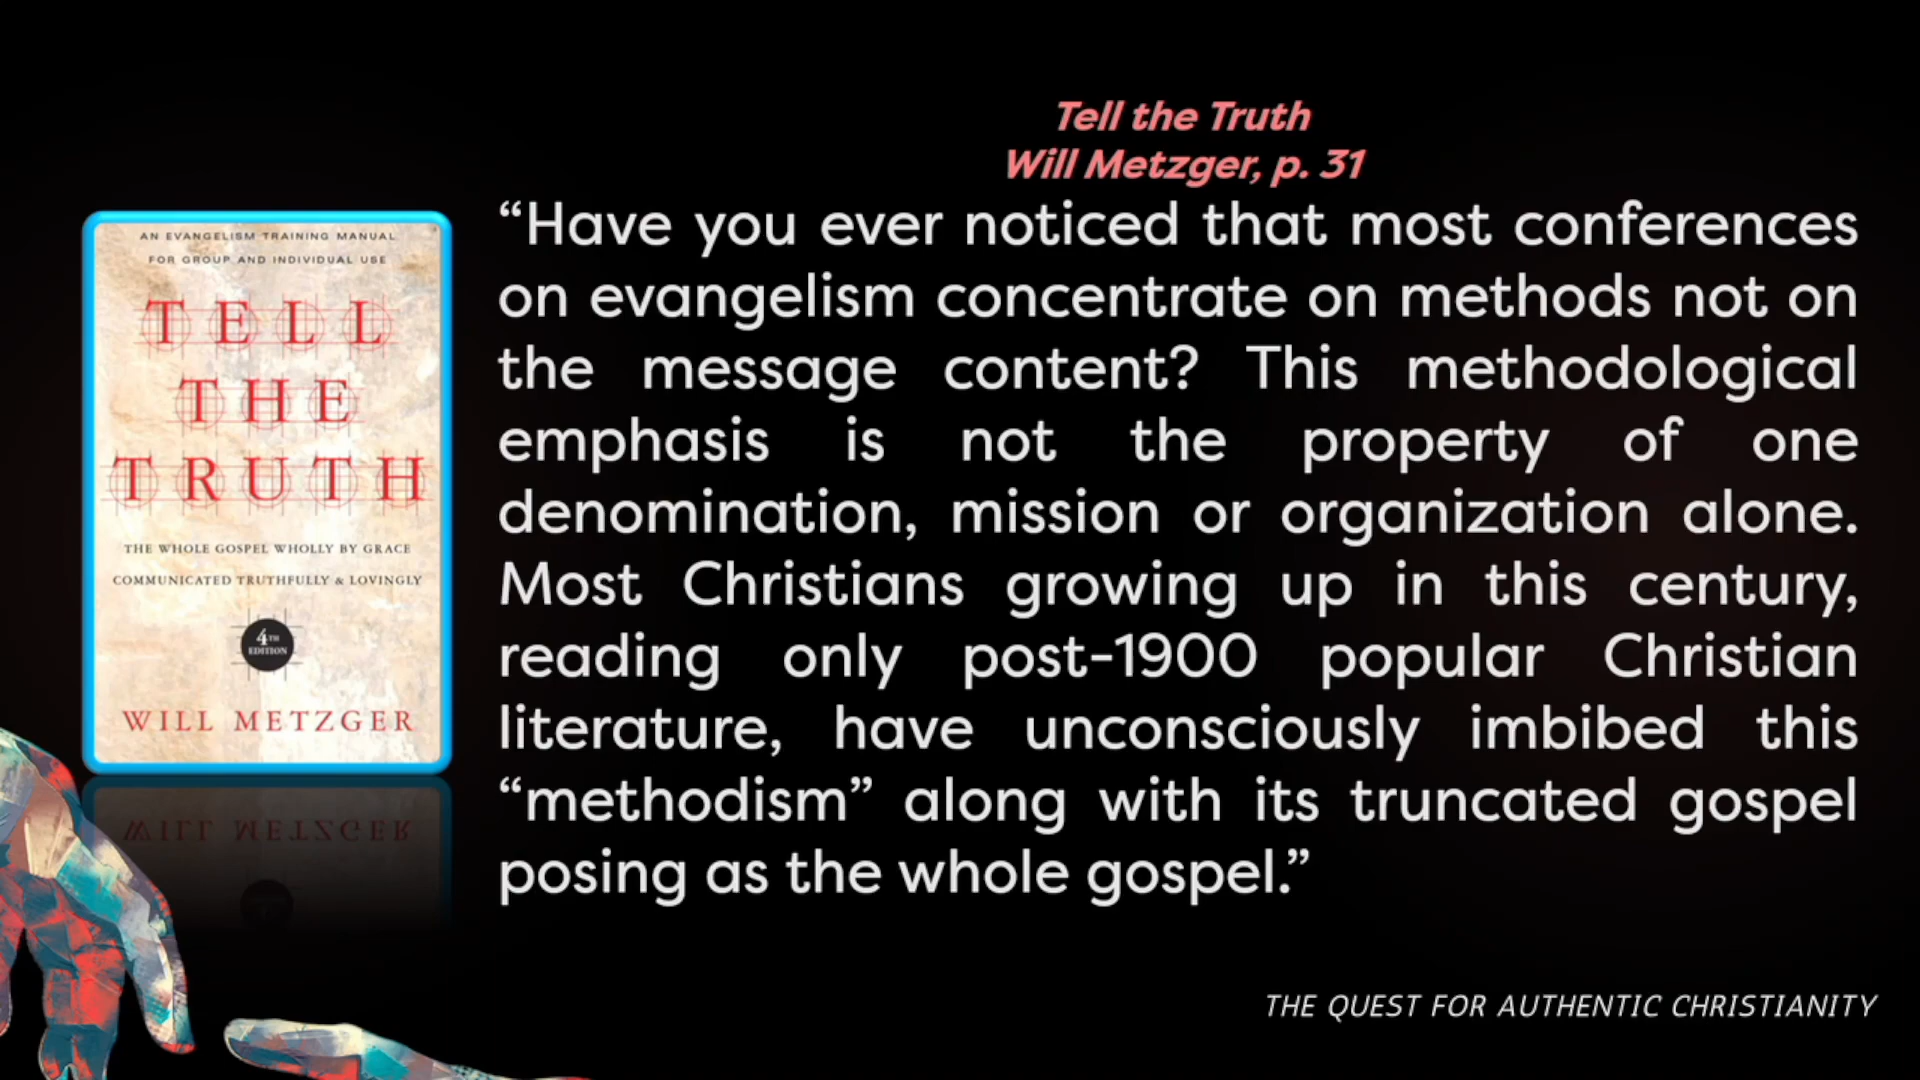 Tell the Truth
Will Metzger, p. 31
“Have you ever noticed that most conferences
on evangelism concentrate on methods not on
the message content? This methodological
emphasis is not the property of one
denomination, mission or organization alone.
Most Christians growing up in this century,
reading only post-1900 popular Christian
literature, have unconsciously imbibed this
“methodism” along with its truncated gospel
posing as the whole gospel.”
AN EVANGELISM TRAINING MANUAL
FOR GROUP AND INDIVIDUAL USE
TELL
THE
TRUTH
THE WHOLE GOSPEL WHOLLY BY GRACE
COMMUNICATED TRUTHFULLY & LOVINGLY
4TH
EDITION
WILL METZGER
WILL METZGER
THE QUEST FOR AUTHENTIC CHRISTIANITY